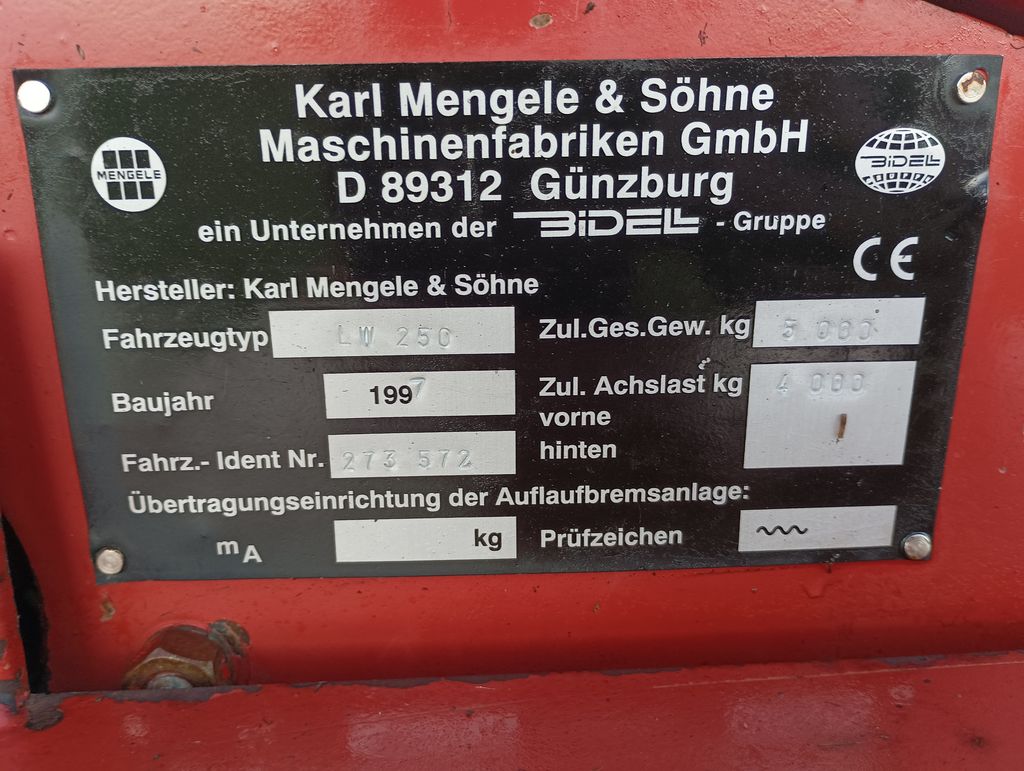 Karl Mengele & Söhne
Maschinenfabriken GmbH
D 89312 Günzburg
ein Unternehmen der BIDELL - Gruppe
MENGELE
BIDELL
GRUPPE
CE
Hersteller: Karl Mengele & Söhne
Fahrzeugtyp LW 250
Baujahr 1997
Fahrz.- Ident Nr. 273 572
Zul.Ges.Gew. kg 5 000
Zul. Achslast kg 4 000
vorne
hinten
Übertragungseinrichtung der Auflaufbremsanlage:
mA kg
Prüfzeichen